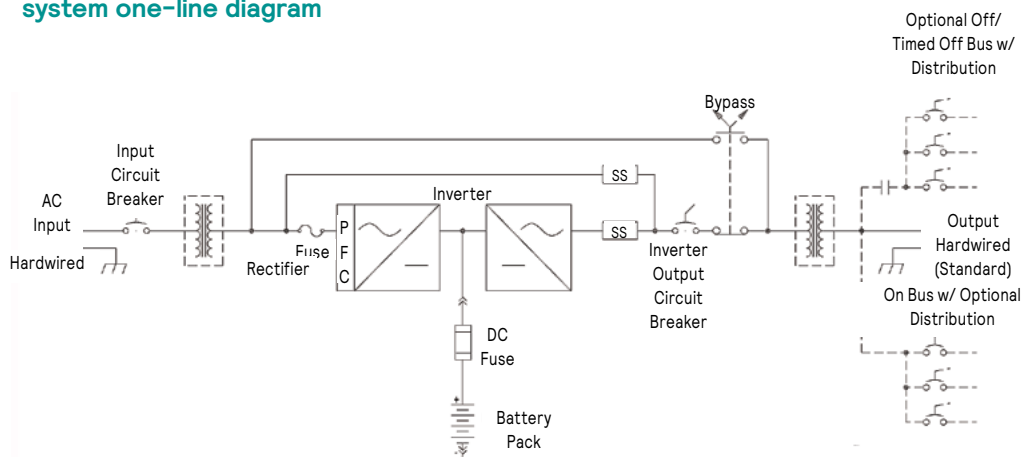 system one-line diagram
Optional Off/
Timed Off Bus w/
Distribution
Bypass
Input
Circuit
Breaker
AC
Input
Hardwired
SS
Inverter
Fuse
Rectifier
P
F
C
SS
Inverter
Output
Circuit
Breaker
Output
Hardwired
(Standard)
On Bus w/ Optional
Distribution
DC
Fuse
Battery
Pack